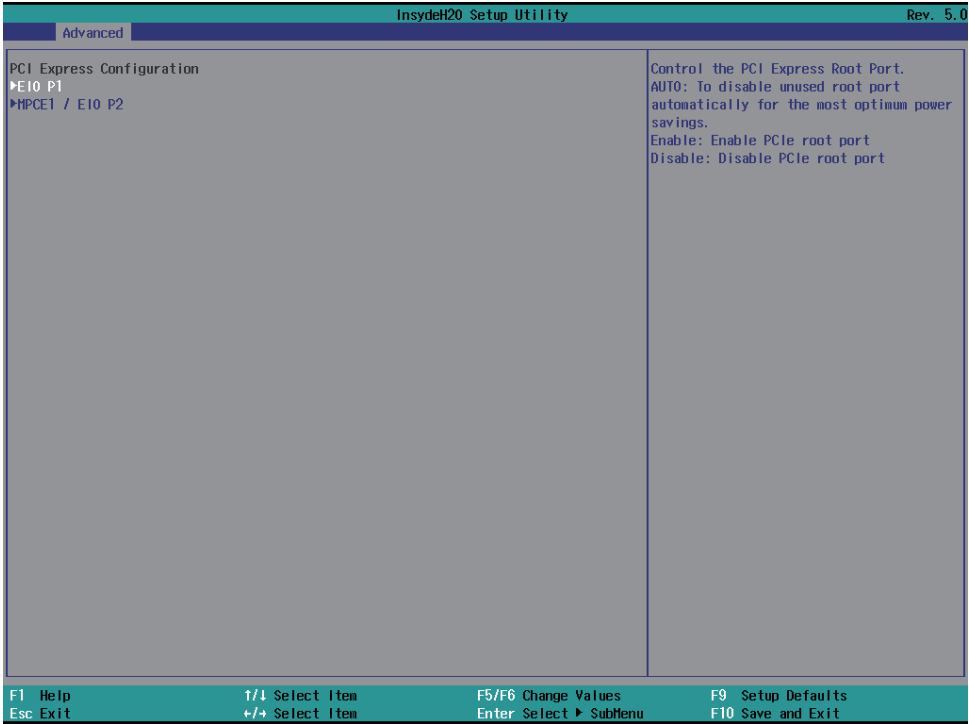 InsydeH20 Setup Utility Rev. 5.0
Advanced
PCI Express Configuration
▶EIO P1
▶MPCE1 / EIO P2
Control the PCI Express Root Port.
AUTO: To disable unused root port
automatically for the most optimum power
savings.
Enable: Enable PCIe root port
Disable: Disable PCIe root port
F1 Help ↑/↓ Select Item F5/F6 Change Values F9 Setup Defaults
Esc Exit ←/→ Select Item Enter Select ▶ SubMenu F10 Save and Exit